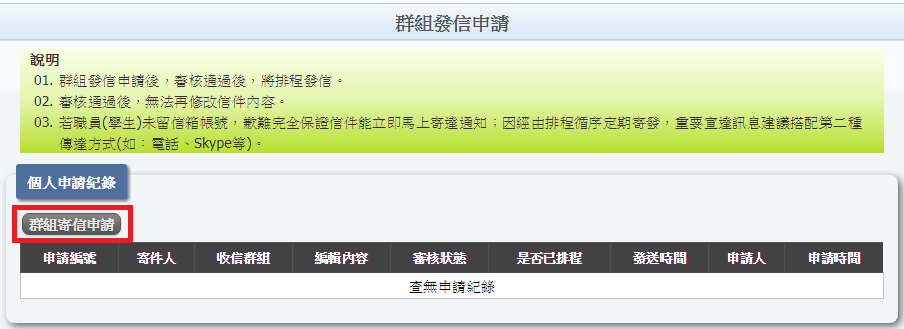 群組發信申請
說明
01. 群組發信申請後，審核通過後，將排程發信。
02. 審核通過後，無法再修改信件內容。
03. 若職員(學生)未留信箱帳號，歉難完全保證信件能立即馬上寄達通知；因經由排程循序定期寄發，重要宣達訊息建議搭配第二種
傳達方式(如：電話、Skype等)。
個人申請紀錄
群組寄信申請
申請編號 寄件人 收信群組 編輯內容 審核狀態 是否已排程 發送時間 申請人 申請時間
查無申請紀錄